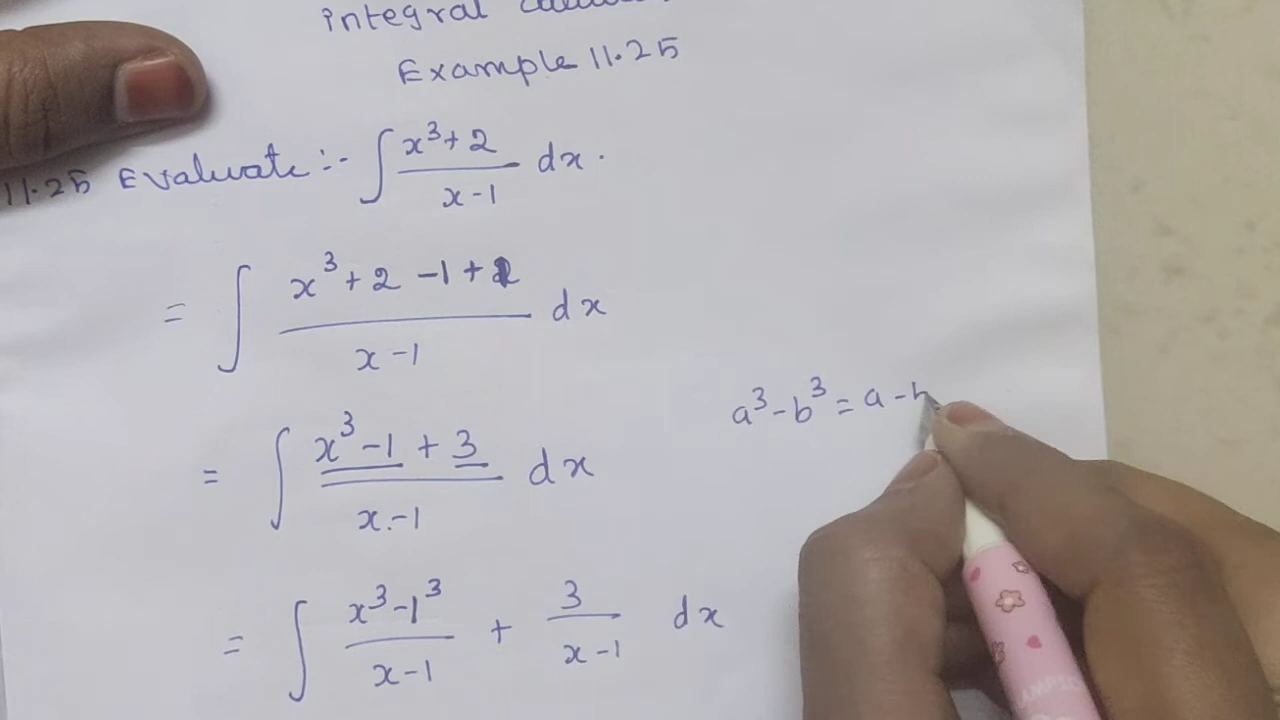 integral
Example 11.25
11.25 Evaluate :- ∫ (x³+2)/(x-1) dx.
= ∫ (x³+2-1+1)/(x-1) dx
= ∫ (x³-1+3)/(x-1) dx
a³-b³ = a-b
= ∫ (x³-1³)/(x-1) + 3/(x-1) dx